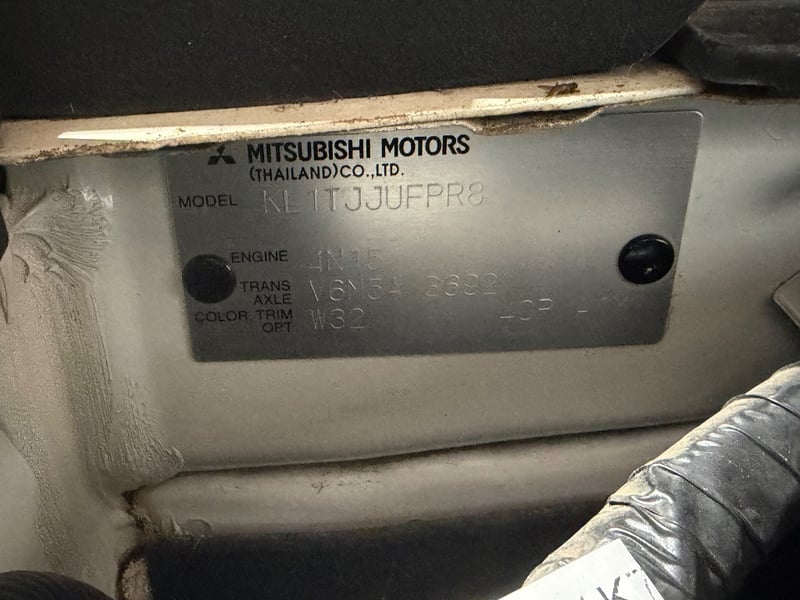 MITSUBISHI MOTORS
(THAILAND)CO.,LTD.
MODEL KL1TJJUFPR8
ENGINE 4N15
TRANS AXLE V6M5A 3692
COLOR, TRIM OPT W32